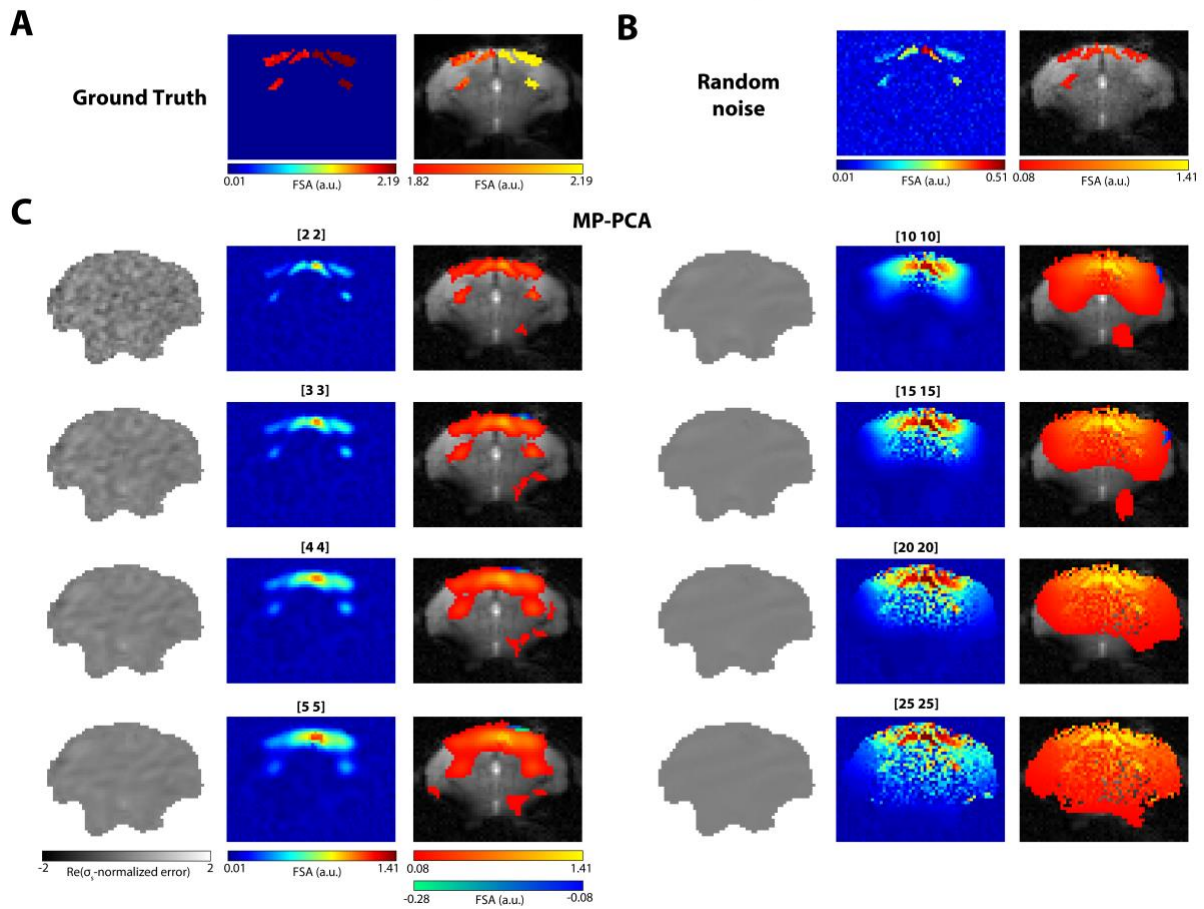 A
B
Ground Truth
Random
noise
0.01 FSA (a.u.) 2.19
1.82 FSA (a.u.) 2.19
0.01 FSA (a.u.) 0.51
0.08 FSA (a.u.) 1.41
C
MP-PCA
[2 2]
[10 10]
[3 3]
[15 15]
[4 4]
[20 20]
[5 5]
[25 25]
-2 Re(σs-normalized error) 2
0.01 FSA (a.u.) 1.41
0.08 1.41
-0.28 FSA (a.u.) -0.08